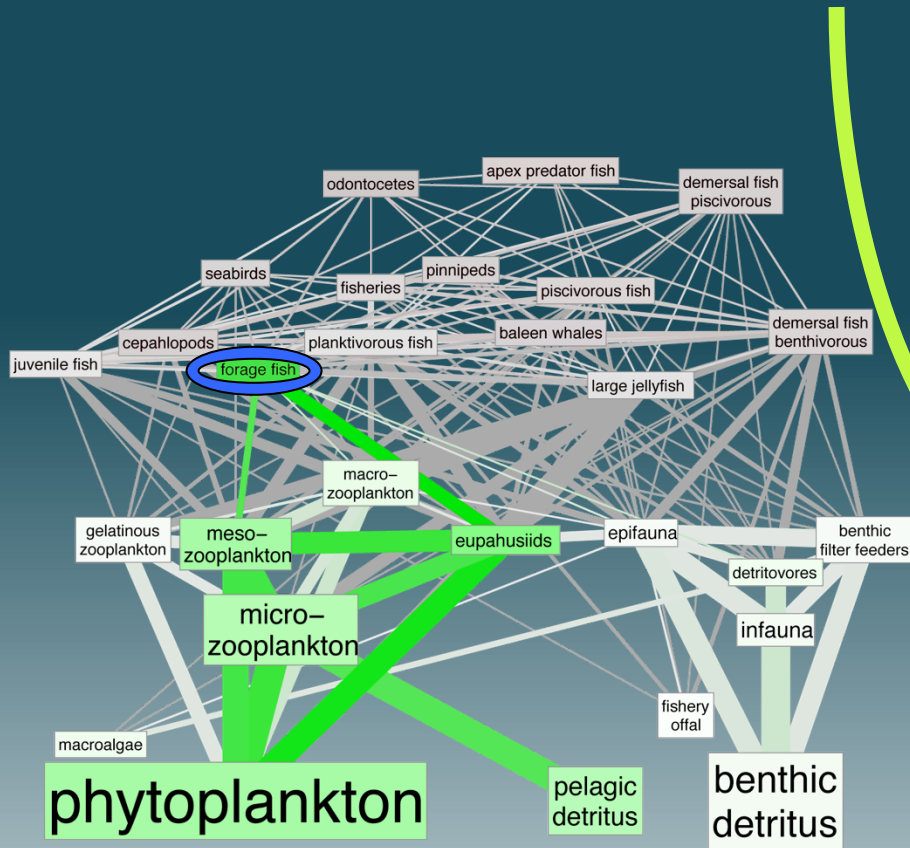 apex predator fish
odontocetes
demersal fish
piscivorous
seabirds
pinnipeds
fisheries
piscivorous fish
cepahlopods
planktivorous fish
baleen whales
demersal fish
benthivorous
juvenile fish
forage fish
large jellyfish
macro–
zooplankton
gelatinous
zooplankton
meso-
zooplankton
eupahusiids
epifauna
benthic
filter feeders
detritovores
micro–
zooplankton
infauna
fishery
offal
macroalgae
phytoplankton
pelagic
detritus
benthic
detritus